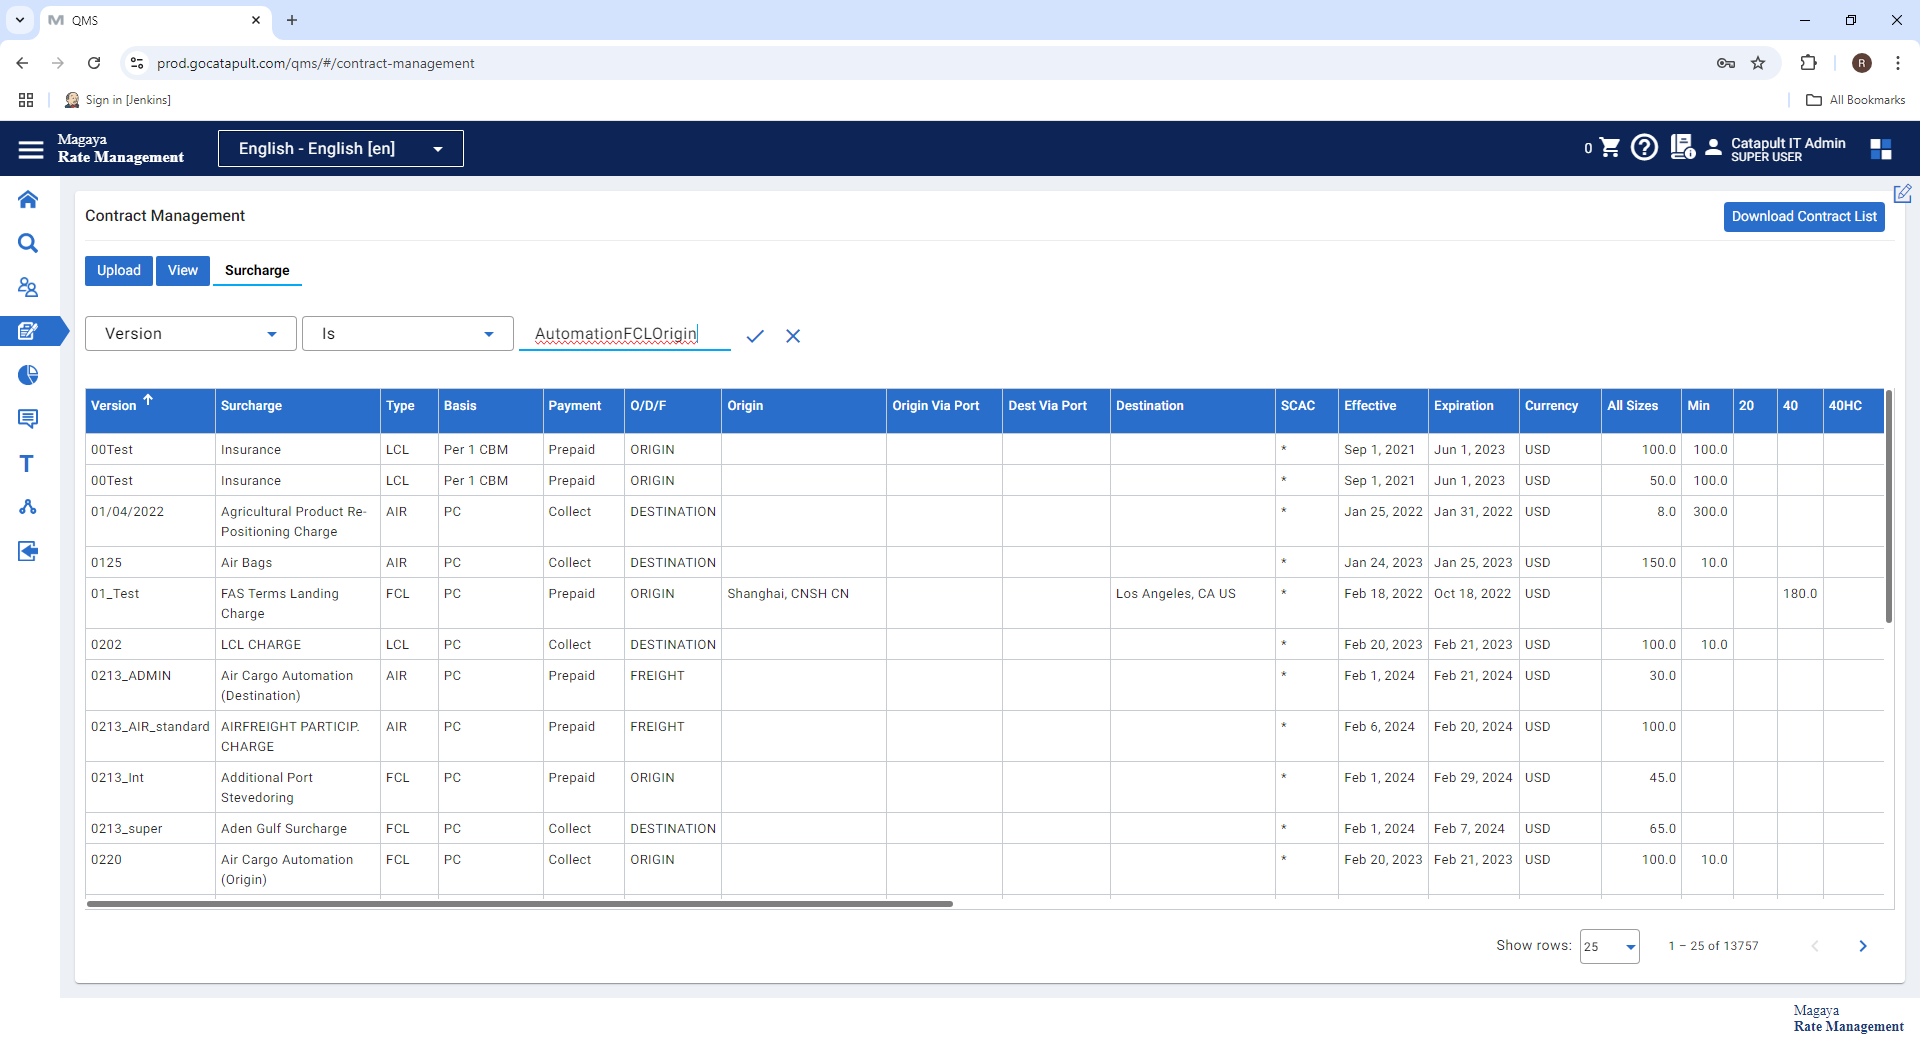 QMS
prod.gocatapult.com/qms/#/contract-management
R
Sign in [Jenkins]
All Bookmarks
Magaya
Rate Management
English - English [en]
0
Catapult IT Admin
SUPER USER
Contract Management
Download Contract List
Upload View Surcharge
Version Is AutomationFCLOrigin
Version Surcharge Type Basis Payment O/D/F Origin Origin Via Port Dest Via Port Destination SCAC Effective Expiration Currency All Sizes Min 20 40 40HC
00Test Insurance LCL Per 1 CBM Prepaid ORIGIN * Sep 1, 2021 Jun 1, 2023 USD 100.0 100.0
00Test Insurance LCL Per 1 CBM Prepaid ORIGIN * Sep 1, 2021 Jun 1, 2023 USD 50.0 100.0
01/04/2022 Agricultural Product Re- AIR PC Collect DESTINATION * Jan 25, 2022 Jan 31, 2022 USD 8.0 300.0
Positioning Charge
0125 Air Bags AIR PC Collect DESTINATION * Jan 24, 2023 Jan 25, 2023 USD 150.0 10.0
01_Test FAS Terms Landing FCL PC Prepaid ORIGIN Shanghai, CNSH CN Los Angeles, CA US * Feb 18, 2022 Oct 18, 2022 USD 180.0
Charge
0202 LCL CHARGE LCL PC Collect DESTINATION * Feb 20, 2023 Feb 21, 2023 USD 100.0 10.0
0213_ADMIN Air Cargo Automation AIR PC Prepaid FREIGHT * Feb 1, 2024 Feb 21, 2024 USD 30.0
(Destination)
0213_AIR_standard AIRFREIGHT PARTICIP. AIR PC Prepaid FREIGHT * Feb 6, 2024 Feb 20, 2024 USD 100.0
CHARGE
0213_Int Additional Port FCL PC Prepaid ORIGIN * Feb 1, 2024 Feb 29, 2024 USD 45.0
Stevedoring
0213_super Aden Gulf Surcharge FCL PC Collect DESTINATION * Feb 1, 2024 Feb 7, 2024 USD 65.0
0220 Air Cargo Automation FCL PC Collect ORIGIN * Feb 20, 2023 Feb 21, 2023 USD 100.0 10.0
(Origin)
Show rows: 25 1 – 25 of 13757
Magaya
Rate Management